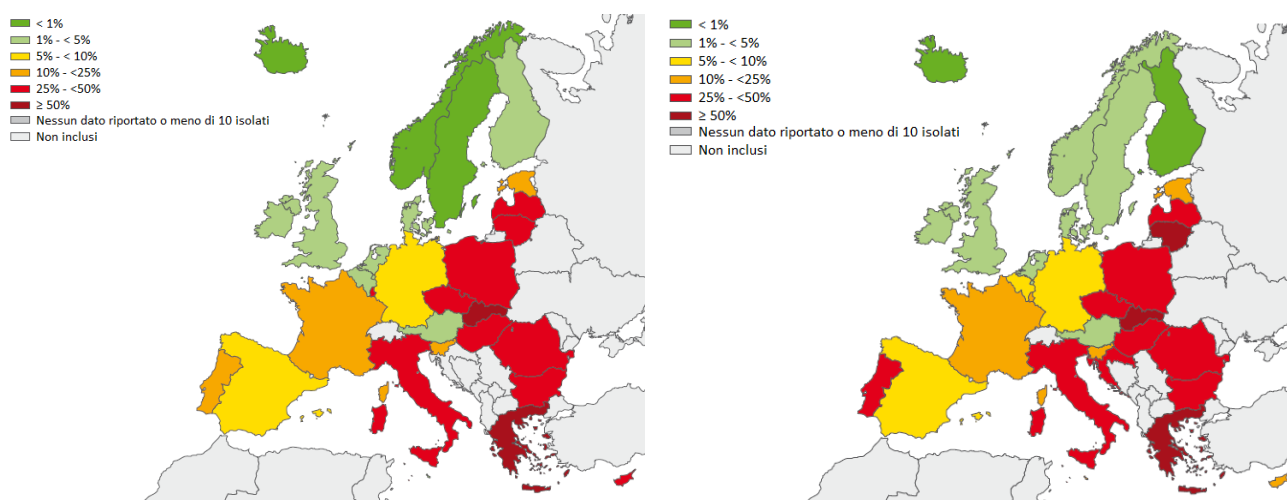 < 1%
1% - < 5%
5% - < 10%
10% - <25%
25% - <50%
≥ 50%
Nessun dato riportato o meno di 10 isolati
Non inclusi
< 1%
1% - < 5%
5% - < 10%
10% - <25%
25% - <50%
≥ 50%
Nessun dato riportato o meno di 10 isolati
Non inclusi